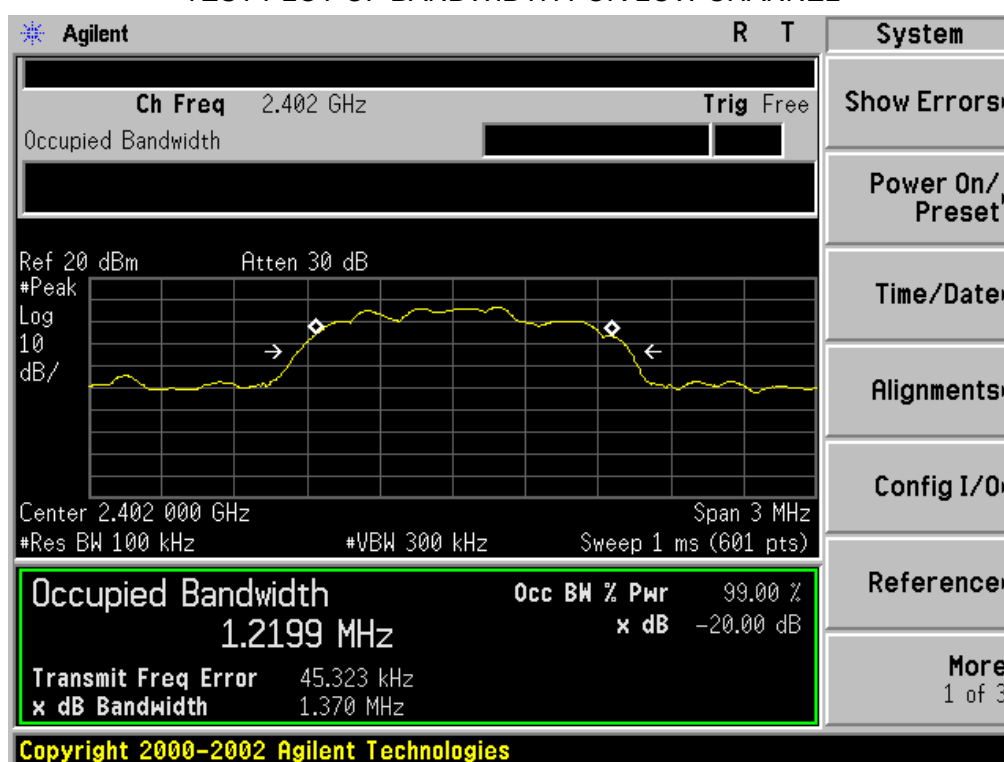 Agilent R T
Ch Freq 2.402 GHz Trig Free
Occupied Bandwidth
Ref 20 dBm Atten 30 dB
#Peak
Log
10
dB/
Center 2.402 000 GHz Span 3 MHz
#Res BW 100 kHz #VBW 300 kHz Sweep 1 ms (601 pts)
Occupied Bandwidth
1.2199 MHz
Occ BW % Pwr 99.00 %
x dB -20.00 dB
Transmit Freq Error 45.323 kHz
x dB Bandwidth 1.370 MHz
Copyright 2000-2002 Agilent Technologies
System
Show Errors
Power On/
Preset
Time/Date
Alignments
Config I/O
Reference
More
1 of 3